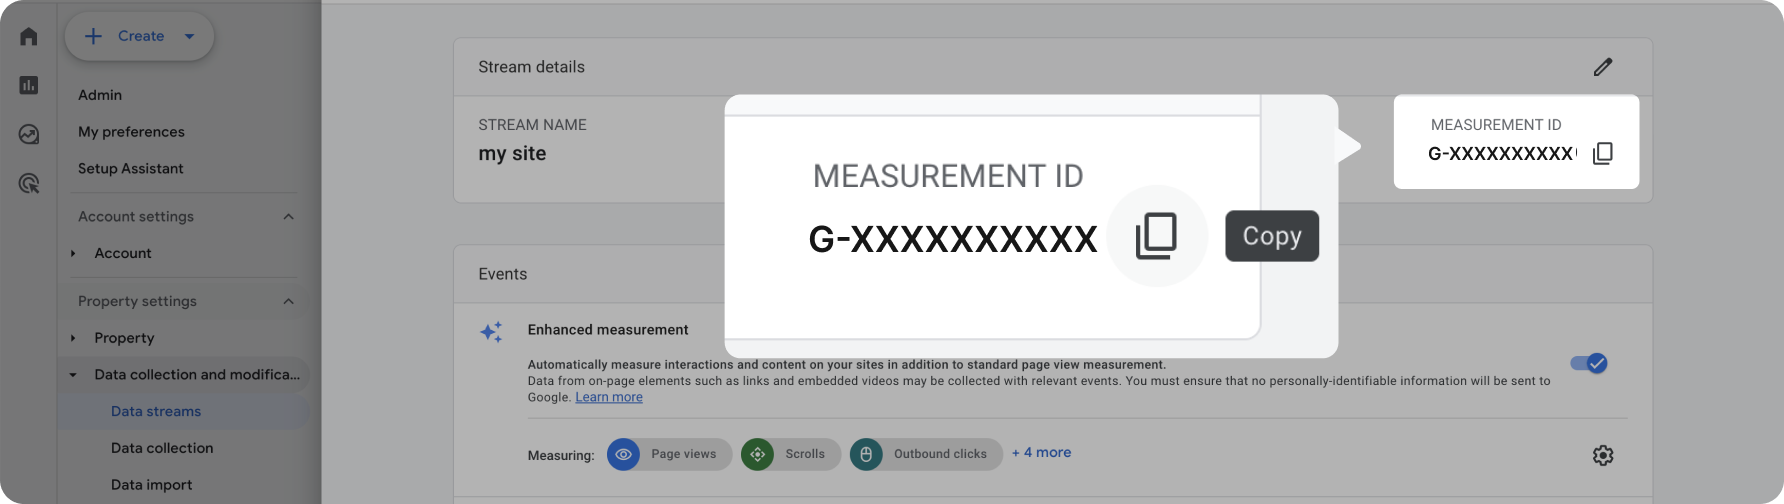 Create
Admin
My preferences
Setup Assistant
Account settings
Account
Property settings
Property
Data collection and modifica...
Data streams
Data collection
Data import
Stream details
STREAM NAME
my site
MEASUREMENT ID
G-XXXXXXXXXX
Copy
MEASUREMENT ID
G-XXXXXXXXXX
Events
Enhanced measurement
Automatically measure interactions and content on your sites in addition to standard page view measurement.
Data from on-page elements such as links and embedded videos may be collected with relevant events. You must ensure that no personally-identifiable information will be sent to
Google. Learn more
Measuring: Page views Scrolls Outbound clicks + 4 more